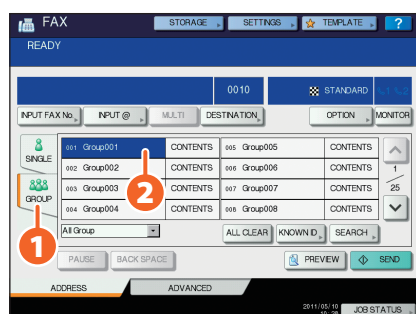 FAX STORAGE SETTINGS TEMPLATE ?
READY
0010 STANDARD
INPUT FAX No. INPUT @ MULTI DESTINATION OPTION MONITOR
SINGLE
GROUP
001 Group001 CONTENTS 005 Group005 CONTENTS
002 Group002 CONTENTS 006 Group006 CONTENTS
003 Group003 CONTENTS 007 Group007 CONTENTS
004 Group004 CONTENTS 008 Group008 CONTENTS
1
25
1
2
All Group ALL CLEAR KNOWN ID SEARCH
PAUSE BACK SPACE PREVIEW SEND
ADDRESS ADVANCED
2011/05/10
JOB STATUS